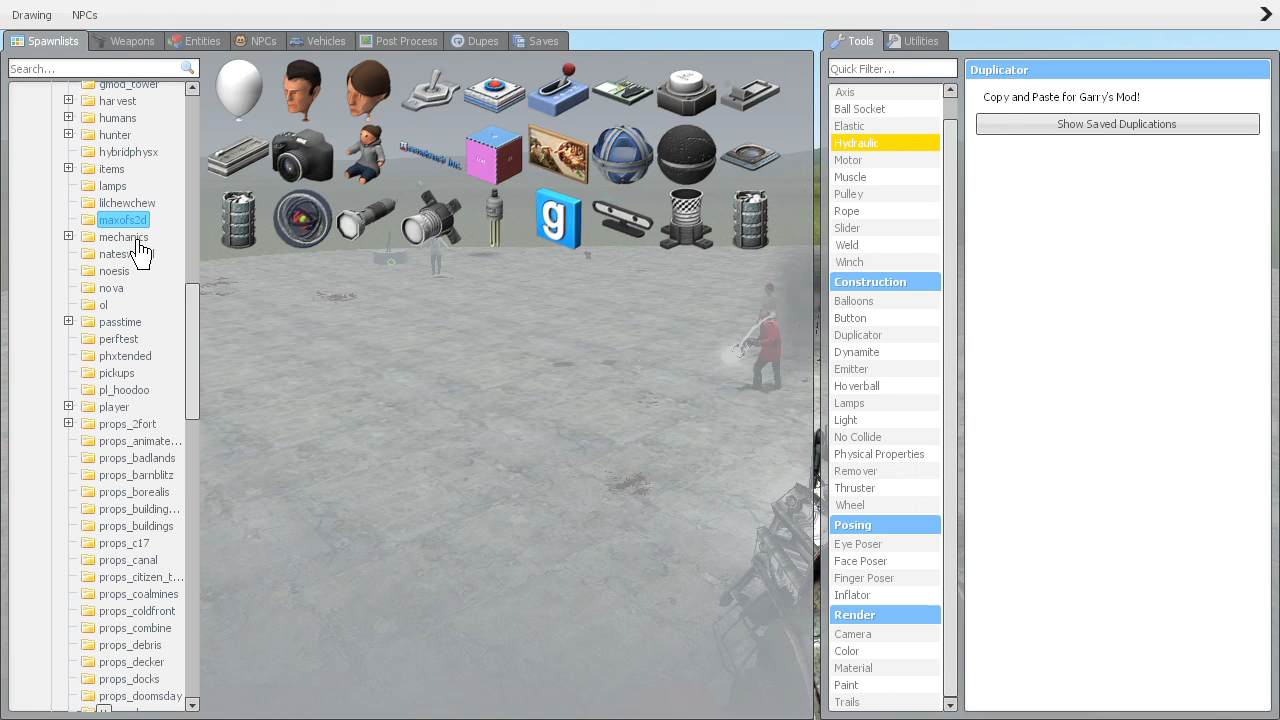 Drawing NPCs
Spawnlists Weapons Entities NPCs Vehicles Post Process Dupes Saves Tools Utilities
Search...
gmod_tower
harvest
humans
hunter
hybridphysx
items
lamps
lilchewchew
maxofs2d
mechanics
noesis
nova
ol
passtime
perftest
phxtended
pickups
pl_hoodoo
player
props_2fort
props_animate...
props_badlands
props_barnblitz
props_borealis
props_building...
props_buildings
props_c17
props_canal
props_citizen_t...
props_coalmines
props_coldfront
props_combine
props_debris
props_decker
props_docks
props_doomsday
g
Quick Filter...
Axis
Ball Socket
Elastic
Hydraulic
Motor
Muscle
Pulley
Rope
Slider
Weld
Winch
Construction
Balloons
Button
Duplicator
Dynamite
Emitter
Hoverball
Lamps
Light
No Collide
Physical Properties
Remover
Thruster
Wheel
Posing
Eye Poser
Face Poser
Finger Poser
Inflator
Render
Camera
Color
Material
Paint
Trails
Duplicator
Copy and Paste for Garry's Mod!
Show Saved Duplications